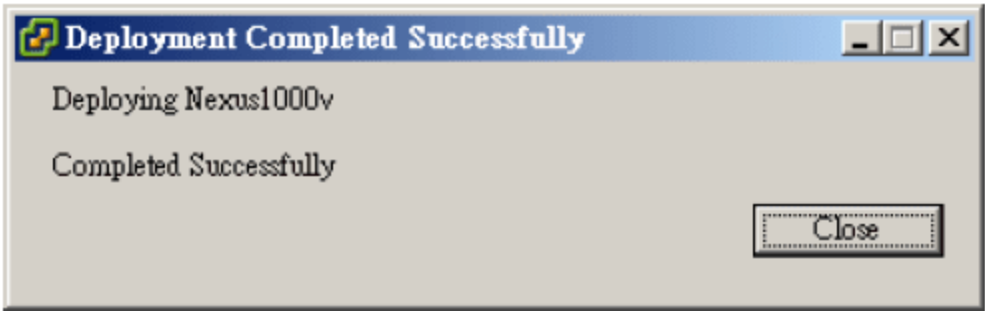 Deployment Completed Successfully
Deploying Nexus1000v
Completed Successfully
Close